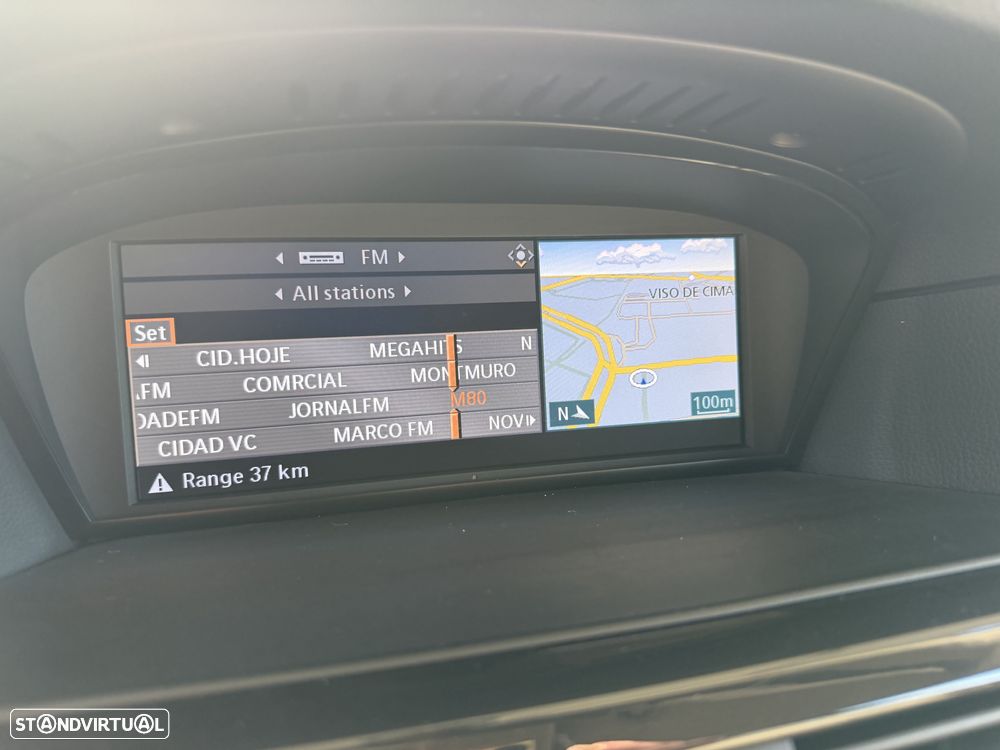 FM
All stations
Set
CID.HOJE MEGAHITS N
.FM COMRCIAL MONTMURO
DADEFM JORNALFM M80
CIDAD VC MARCO FM NOVI
Range 37 km
VISO DE CIMA
N
100m
STANDVIRTUAL